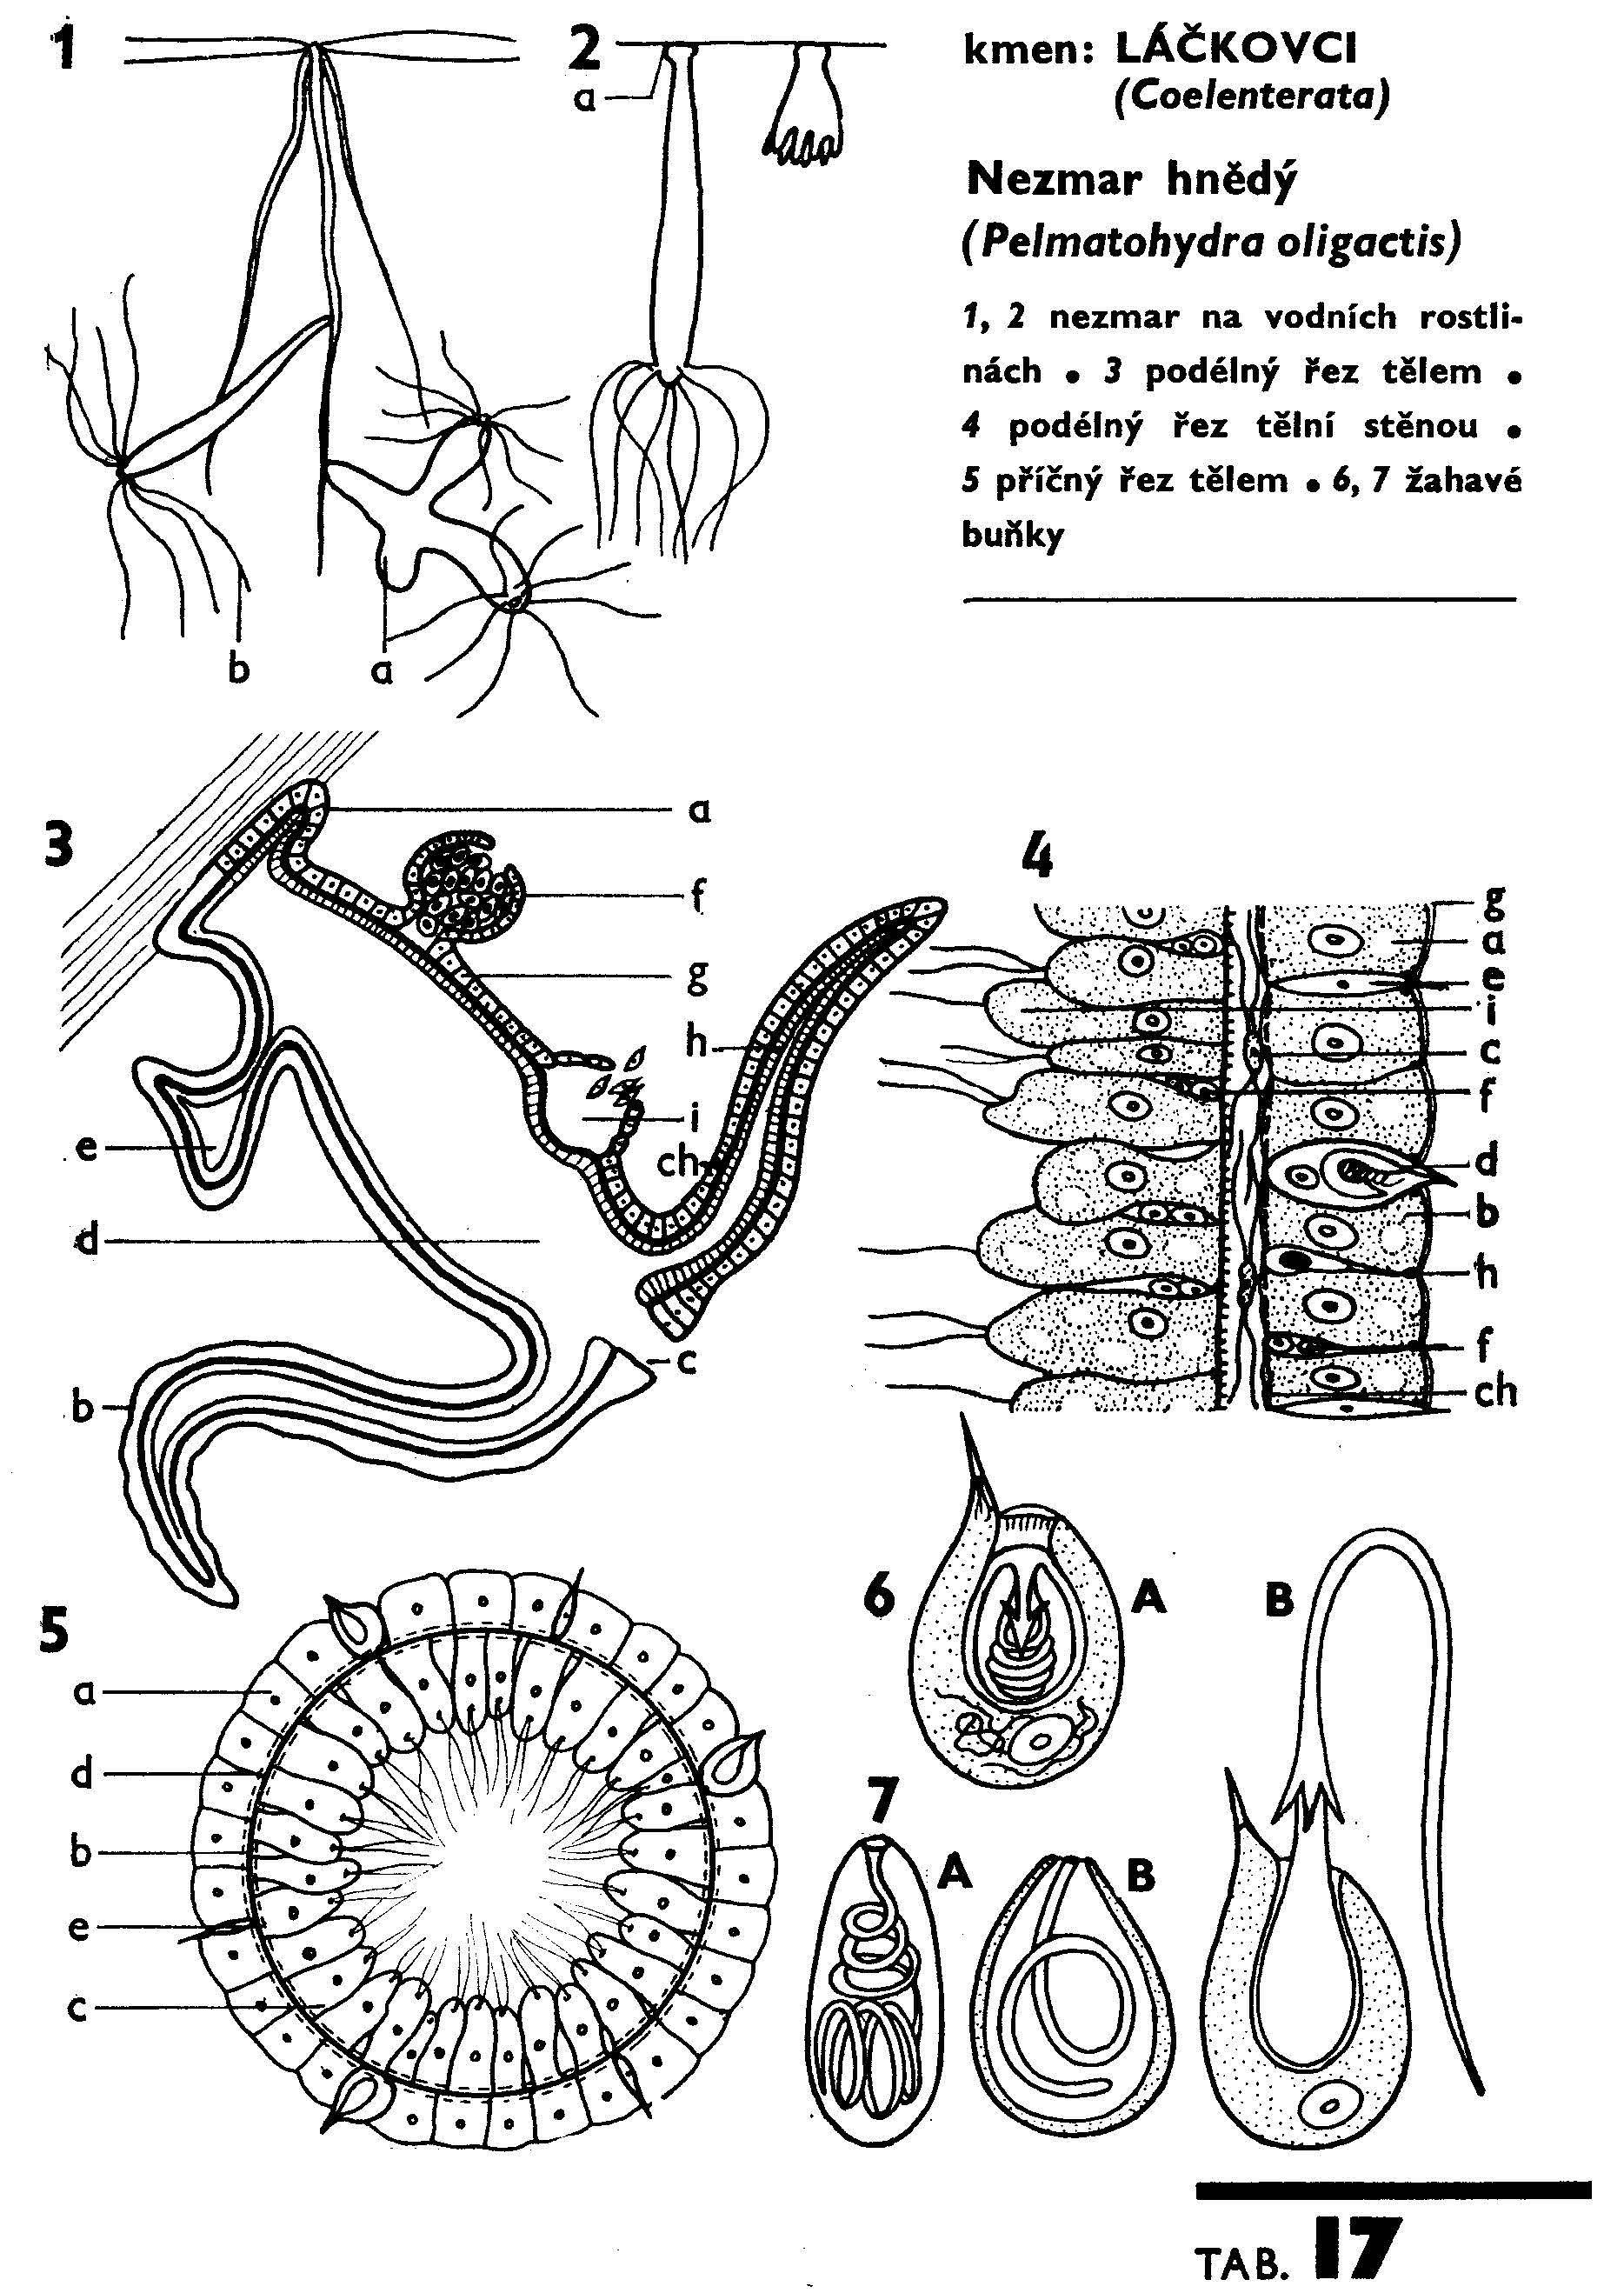 1
2
a
kmen: LÁČKOVCI
(Coelenterata)
Nezmar hnědý
(Pelmatohydra oligactis)
1, 2 nezmar na vodních rostli-
nách • 3 podélný řez tělem •
4 podélný řez tělní stěnou •
5 příčný řez tělem • 6, 7 žahavé
buňky
b
a
3
a
f
g
h
i
ch
e
d
c
b
4
g
a
e
i
c
f
d
b
h
f
ch
5
a
d
b
e
c
6
A
B
7
A
B
TAB. 17